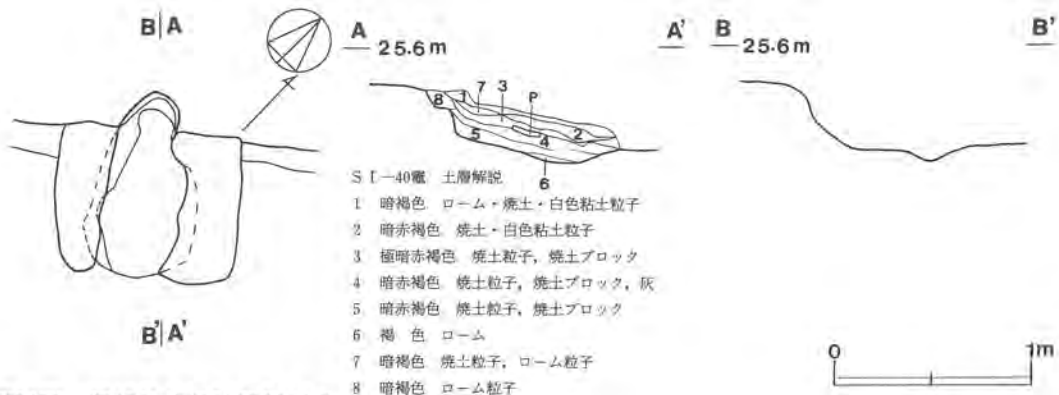 B|A
A
25.6m
A'
B
25.6m
B'
7 3 P
1
8
2
5 4
6
SI—40竈 土層解説
1 暗褐色 ローム・焼土・白色粘土粒子
2 暗赤褐色 焼土・白色粘土粒子
3 極暗赤褐色 焼土粒子,焼土ブロック
4 暗赤褐色 焼土粒子,焼土ブロック,灰
5 暗赤褐色 焼土粒子,焼土ブロック
6 褐 色 ローム
7 暗褐色 焼土粒子,ローム粒子
8 暗褐色 ローム粒子
B'|A'
0 1m